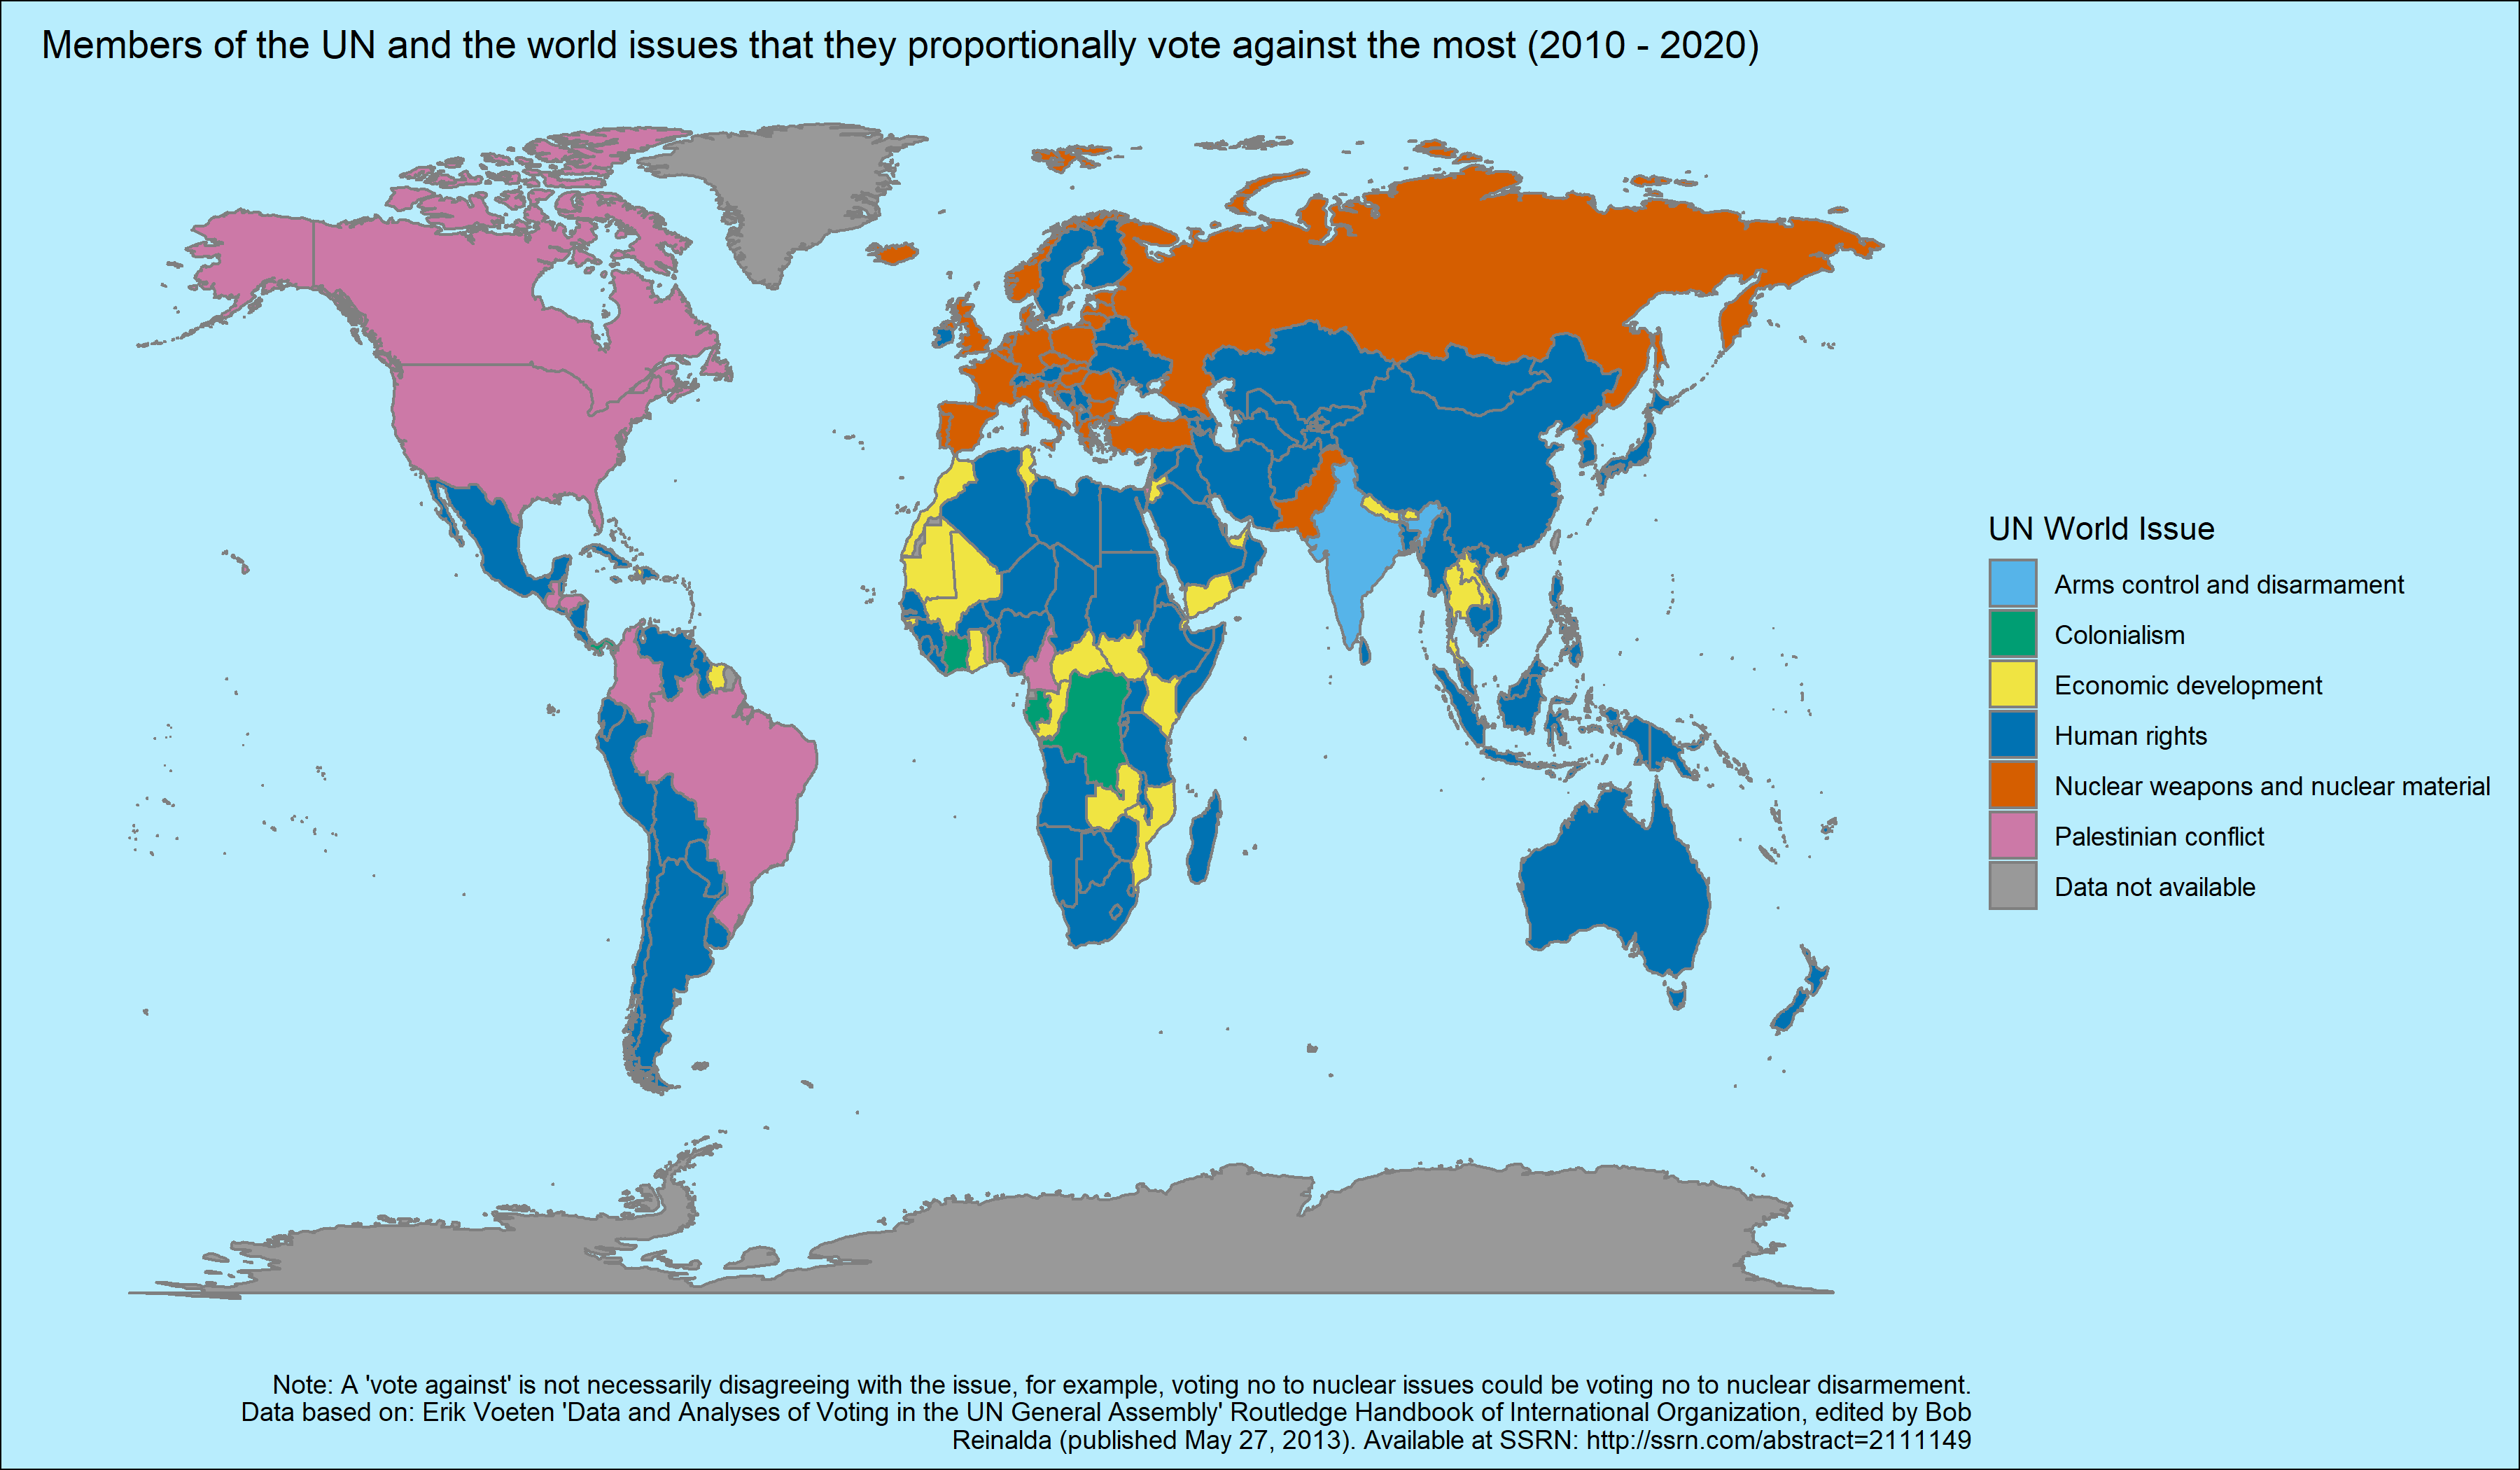 Members of the UN and the world issues that they proportionally vote against the most (2010 - 2020)
UN World Issue
Arms control and disarmament
Colonialism
Economic development
Human rights
Nuclear weapons and nuclear material
Palestinian conflict
Data not available
Note: A 'vote against' is not necessarily disagreeing with the issue, for example, voting no to nuclear issues could be voting no to nuclear disarmement.
Data based on: Erik Voeten 'Data and Analyses of Voting in the UN General Assembly' Routledge Handbook of International Organization, edited by Bob
Reinalda (published May 27, 2013). Available at SSRN: http://ssrn.com/abstract=2111149